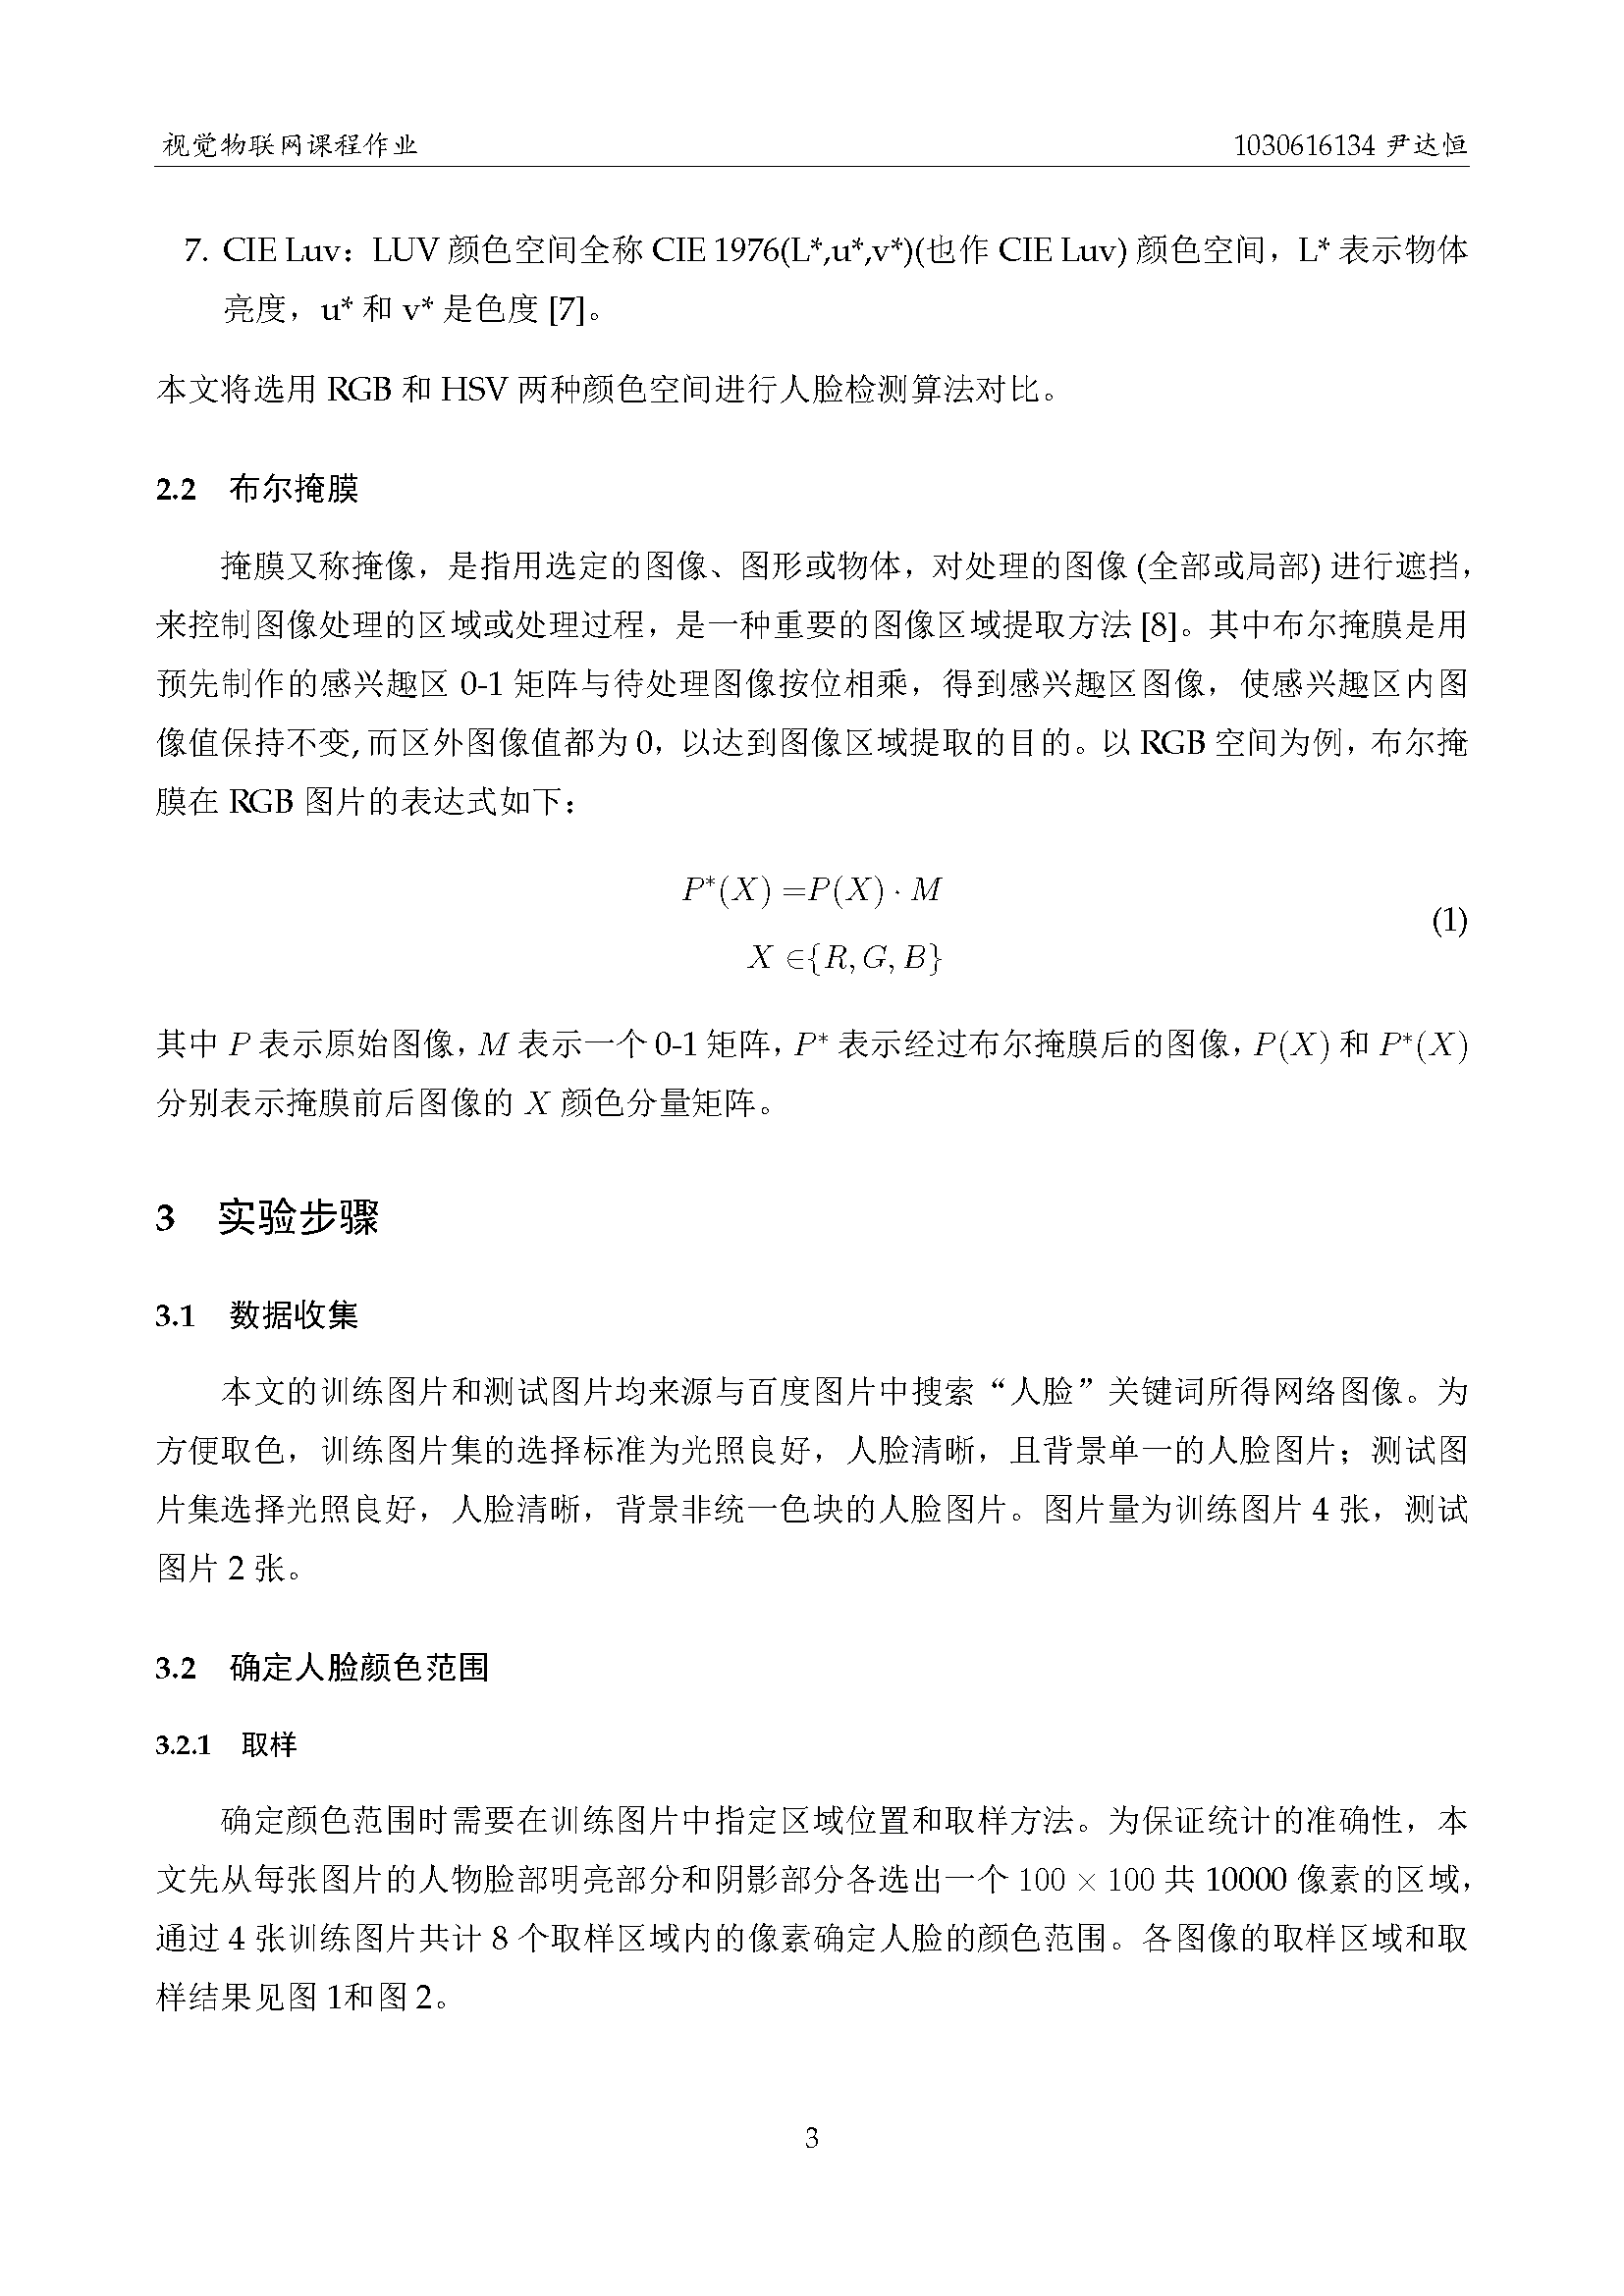 视觉物联网课程作业 1030616134 尹达恒
7. CIE Luv：LUV 颜色空间全称 CIE 1976(L*,u*,v*)(也作 CIE Luv) 颜色空间，L* 表示物体
亮度，u* 和 v* 是色度 [7]。
本文将选用 RGB 和 HSV 两种颜色空间进行人脸检测算法对比。
2.2 布尔掩膜
掩膜又称掩像，是指用选定的图像、图形或物体，对处理的图像 (全部或局部) 进行遮挡，
来控制图像处理的区域或处理过程，是一种重要的图像区域提取方法 [8]。其中布尔掩膜是用
预先制作的感兴趣区 0-1 矩阵与待处理图像按位相乘，得到感兴趣区图像，使感兴趣区内图
像值保持不变, 而区外图像值都为 0，以达到图像区域提取的目的。以 RGB 空间为例，布尔掩
膜在 RGB 图片的表达式如下：
P*(X) =P(X) · M
(1)
X ∈{R, G, B}
其中 P 表示原始图像，M 表示一个 0-1 矩阵，P* 表示经过布尔掩膜后的图像，P(X) 和 P*(X)
分别表示掩膜前后图像的 X 颜色分量矩阵。
3 实验步骤
3.1 数据收集
本文的训练图片和测试图片均来源与百度图片中搜索“人脸”关键词所得网络图像。为
方便取色，训练图片集的选择标准为光照良好，人脸清晰，且背景单一的人脸图片；测试图
片集选择光照良好，人脸清晰，背景非统一色块的人脸图片。图片量为训练图片 4 张，测试
图片 2 张。
3.2 确定人脸颜色范围
3.2.1 取样
确定颜色范围时需要在训练图片中指定区域位置和取样方法。为保证统计的准确性，本
文先从每张图片的人物脸部明亮部分和阴影部分各选出一个 100 × 100 共 10000 像素的区域，
通过 4 张训练图片共计 8 个取样区域内的像素确定人脸的颜色范围。各图像的取样区域和取
样结果见图 1和图 2。
3